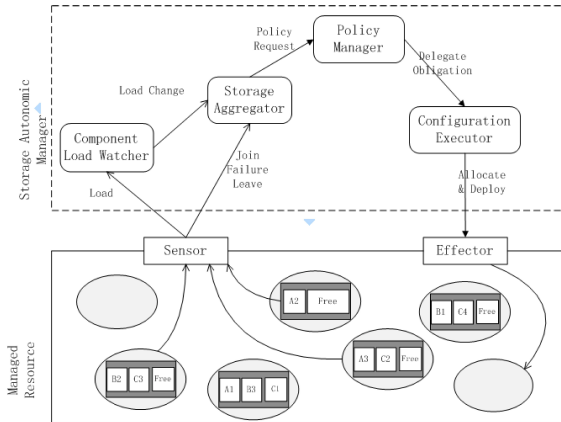 Policy
Request
Policy
Manager
Delegate
Obligation
Load Change
Storage
Aggregator
Configuration
Executor
Component
Load Watcher
Join
Failure
Leave
Load
Allocate
& Deploy
Storage Autonomic
Manager
Sensor
Effector
A2
Free
B1
C4
Free
A3
C2
Free
B2
C3
Free
A1
B3
C1
Managed
Resource